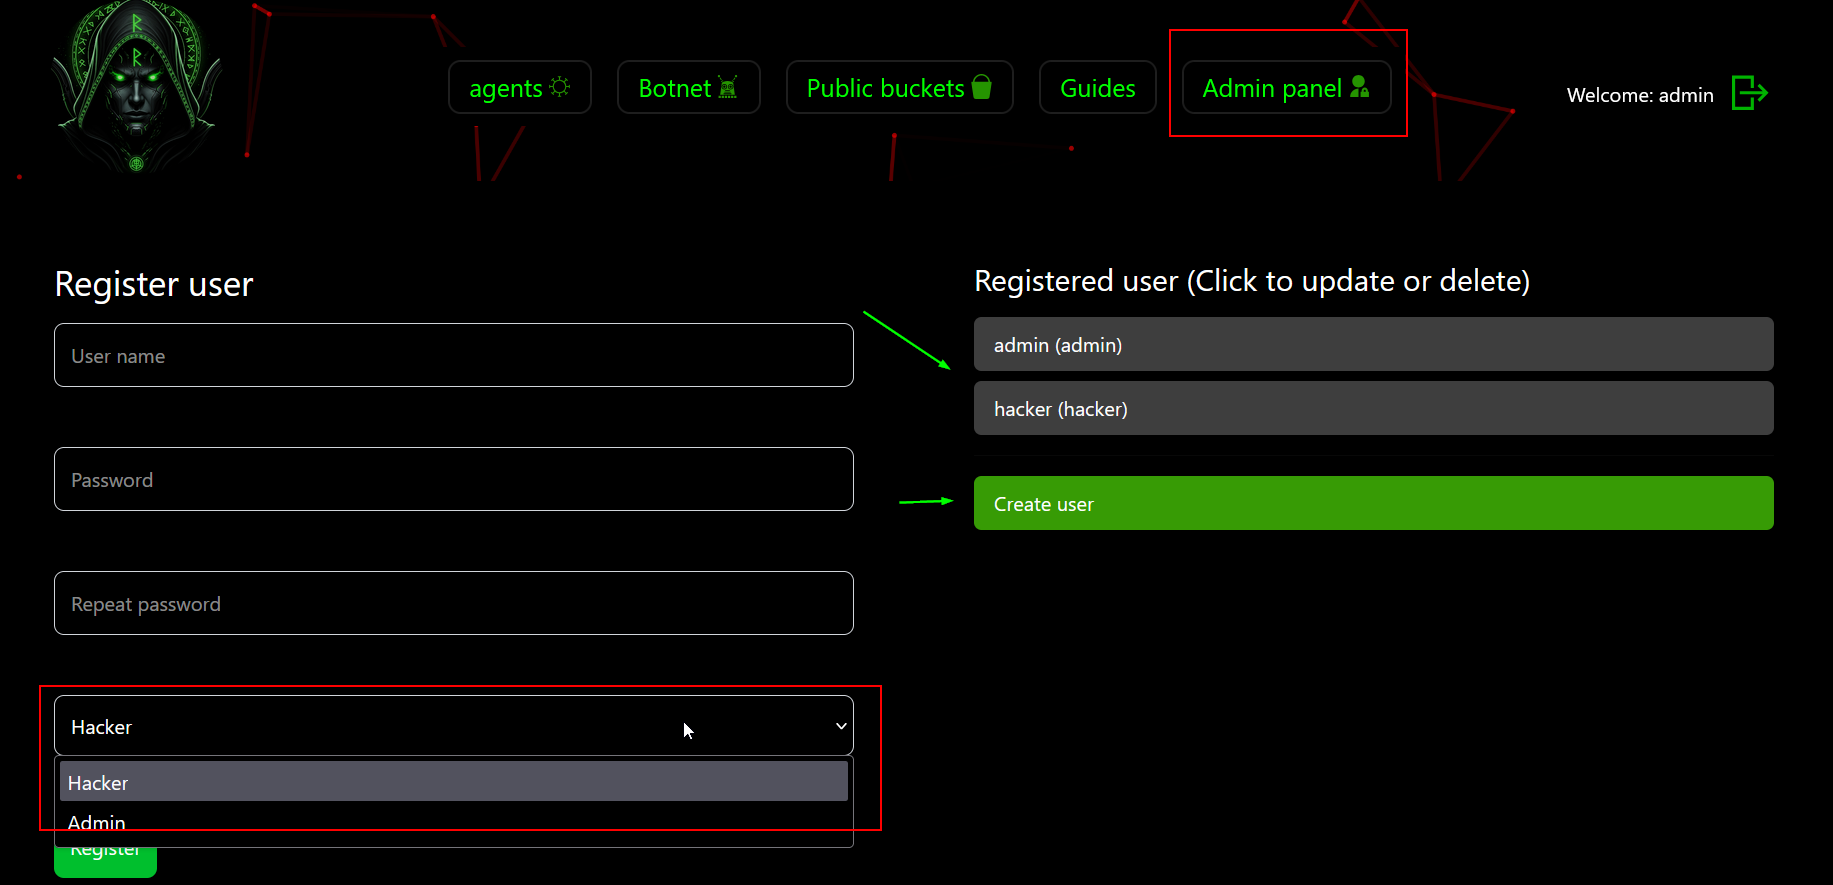 agents
Botnet
Public buckets
Guides
Admin panel
Welcome: admin
Register user
User name
Password
Repeat password
Hacker
Hacker
Admin
Register
Registered user (Click to update or delete)
admin (admin)
hacker (hacker)
Create user